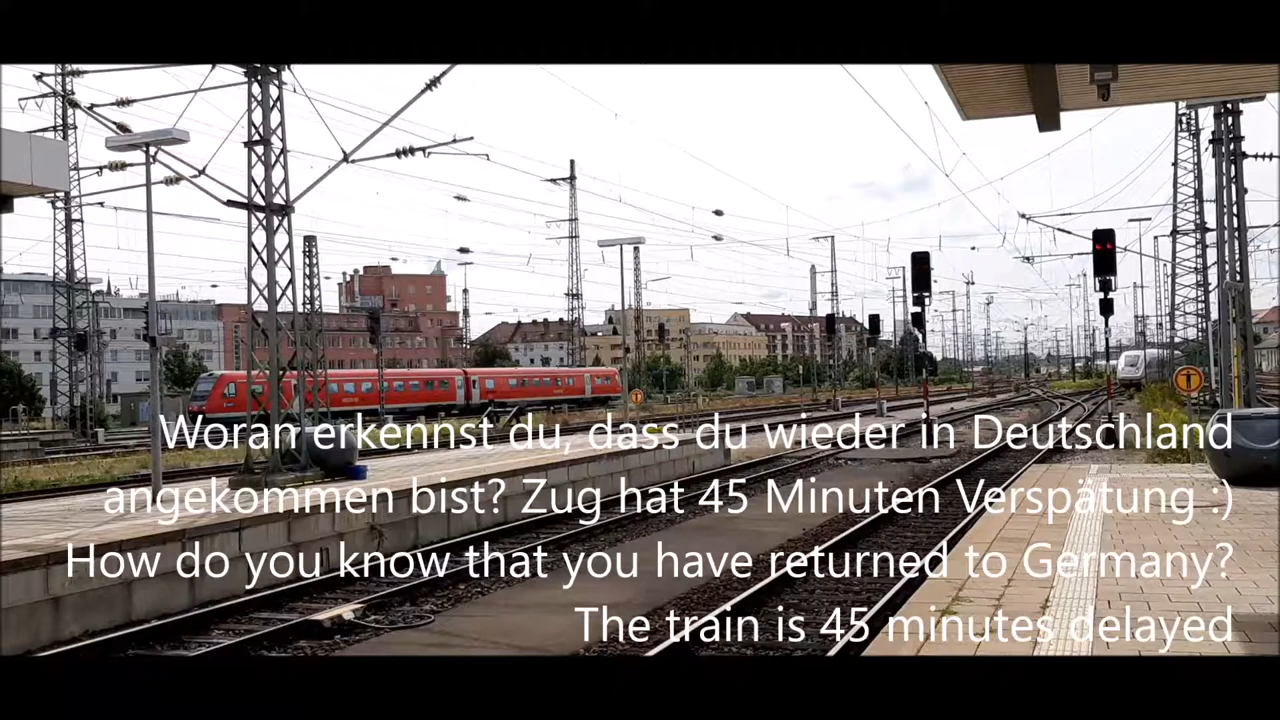 Woran erkennst du, dass du wieder in Deutschland
angekommen bist? Zug hat 45 Minuten Verspätung :)
How do you know that you have returned to Germany?
The train is 45 minutes delayed